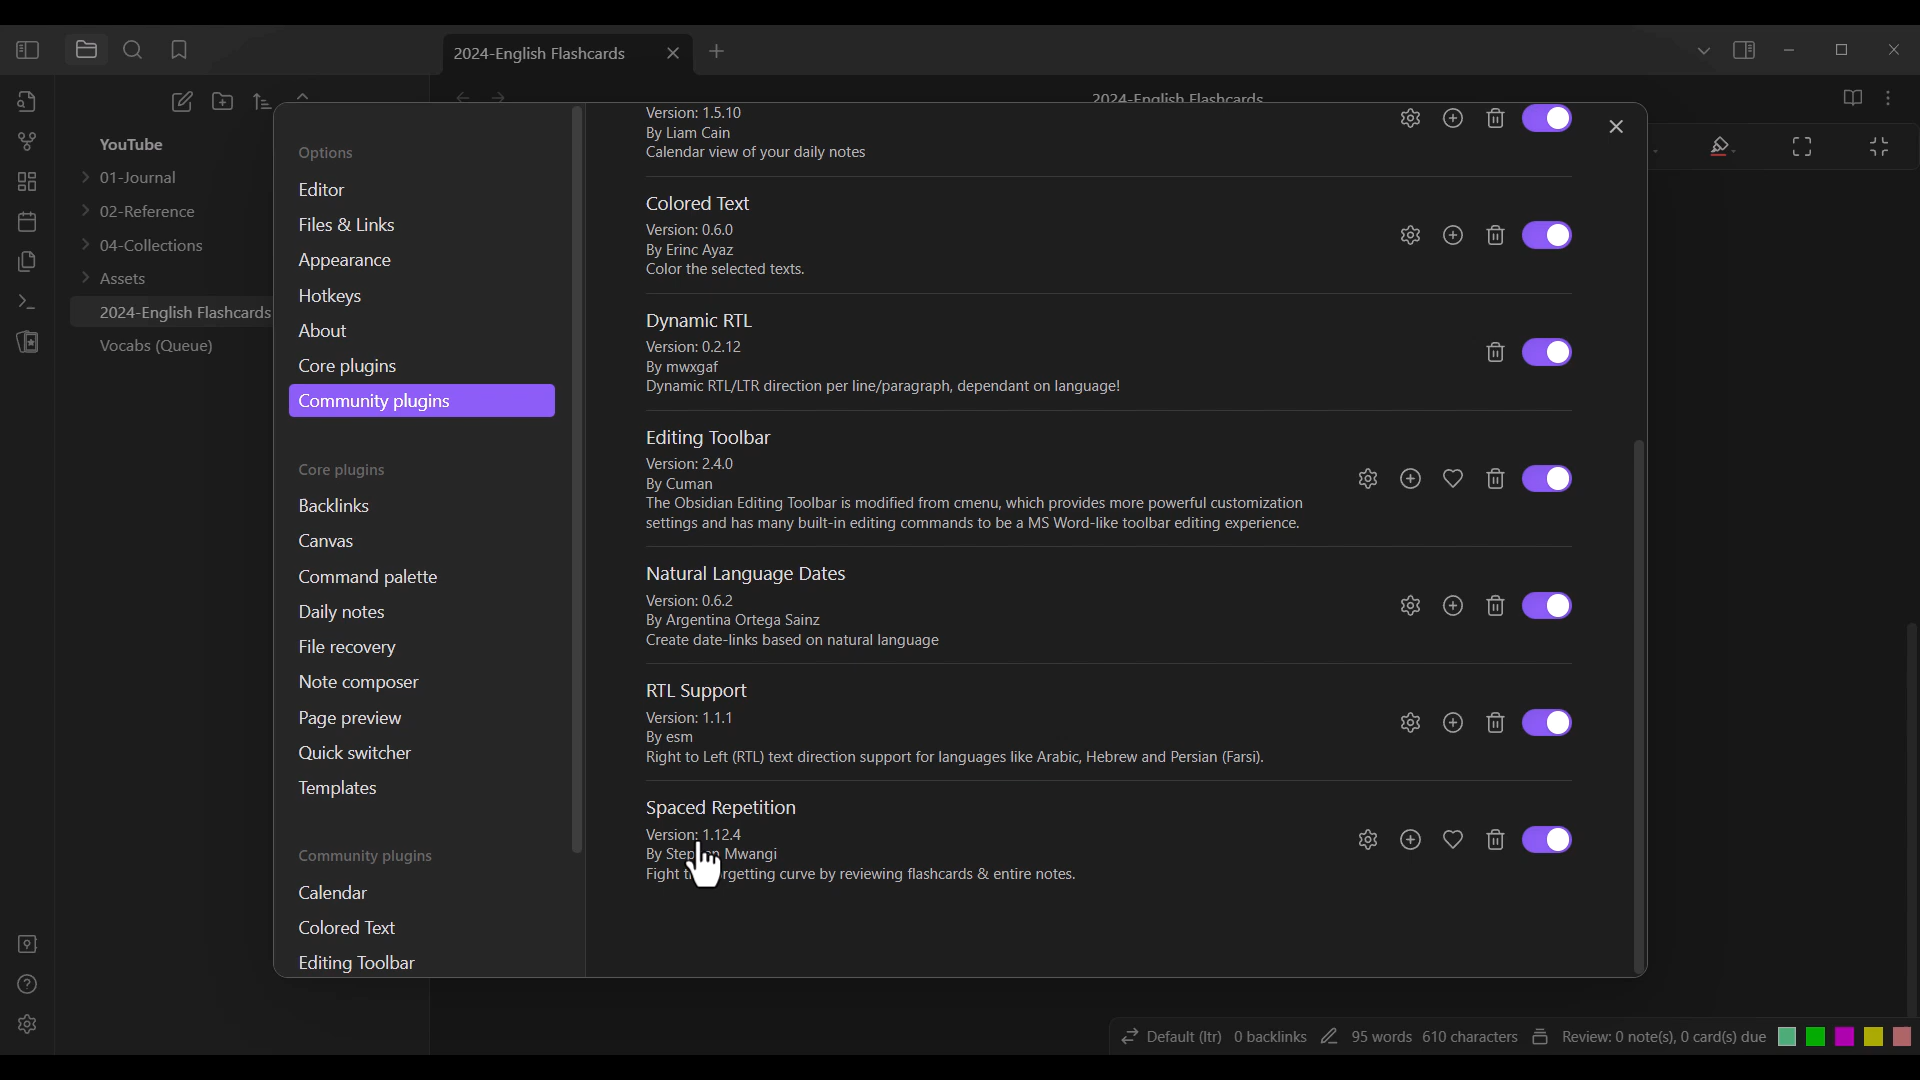 2024-English Flashcards
2024-English Flashcards
YouTube
01-Journal
02-Reference
04-Collections
Assets
2024-English Flashcards
Vocabs (Queue)
Options
Editor
Files & Links
Appearance
Hotkeys
About
Core plugins
Community plugins
Core plugins
Backlinks
Canvas
Command palette
Daily notes
File recovery
Note composer
Page preview
Quick switcher
Templates
Community plugins
Calendar
Colored Text
Editing Toolbar
Version: 1.5.10
By Liam Cain
Calendar view of your daily notes
Colored Text
Version: 0.6.0
By Erinc Ayaz
Color the selected texts.
Dynamic RTL
Version: 0.2.12
By mwxgaf
Dynamic RTL/LTR direction per line/paragraph, dependant on language!
Editing Toolbar
Version: 2.4.0
By Cuman
The Obsidian Editing Toolbar is modified from cmenu, which provides more powerful customization
settings and has many built-in editing commands to be a MS Word-like toolbar editing experience.
Natural Language Dates
Version: 0.6.2
By Argentina Ortega Sainz
Create date-links based on natural language
RTL Support
Version: 1.1.1
By esm
Right to Left (RTL) text direction support for languages like Arabic, Hebrew and Persian (Farsi).
Spaced Repetition
Version: 1.12.4
By Mwangi
Fight curve by reviewing flashcards & entire notes.
Default (ltr) 0 backlinks 95 words 610 characters Review: 0 note(s), 0 card(s) due